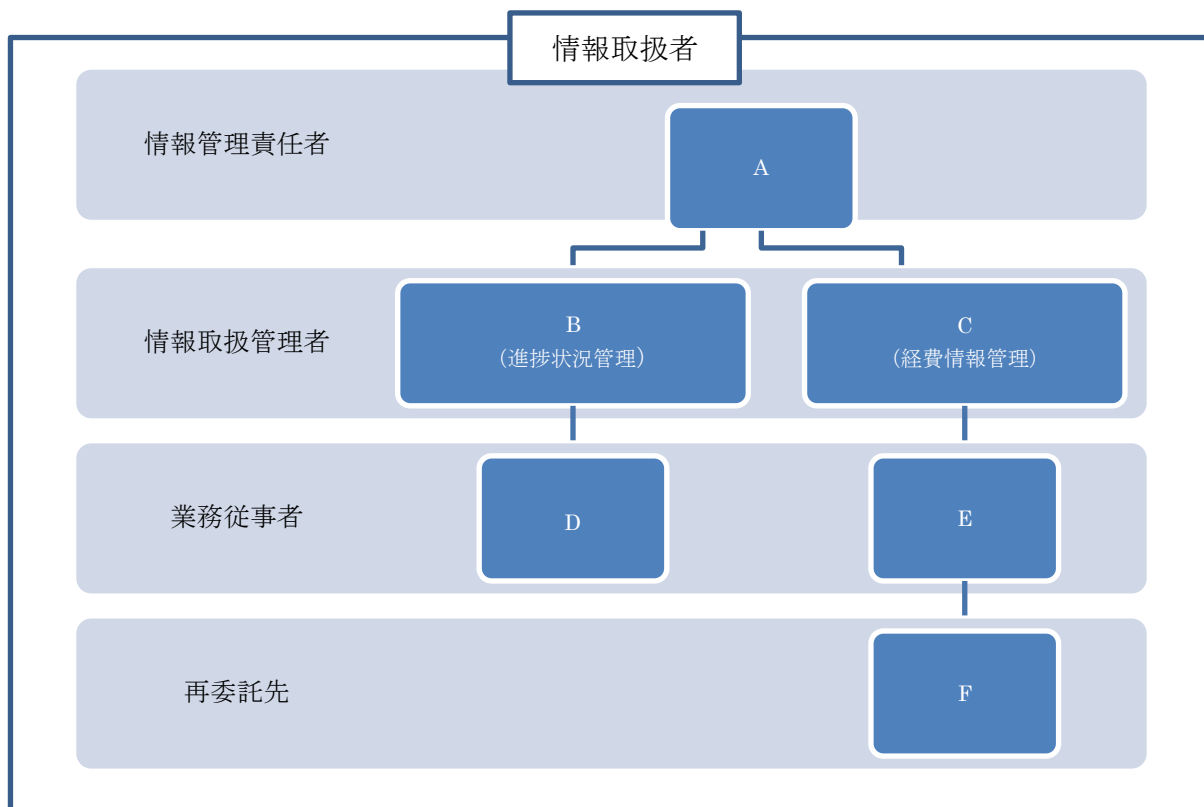 情報取扱者
情報管理責任者
A
情報取扱管理者
B
（進捗状況管理）
C
（経費情報管理）
業務従事者
D
E
再委託先
F